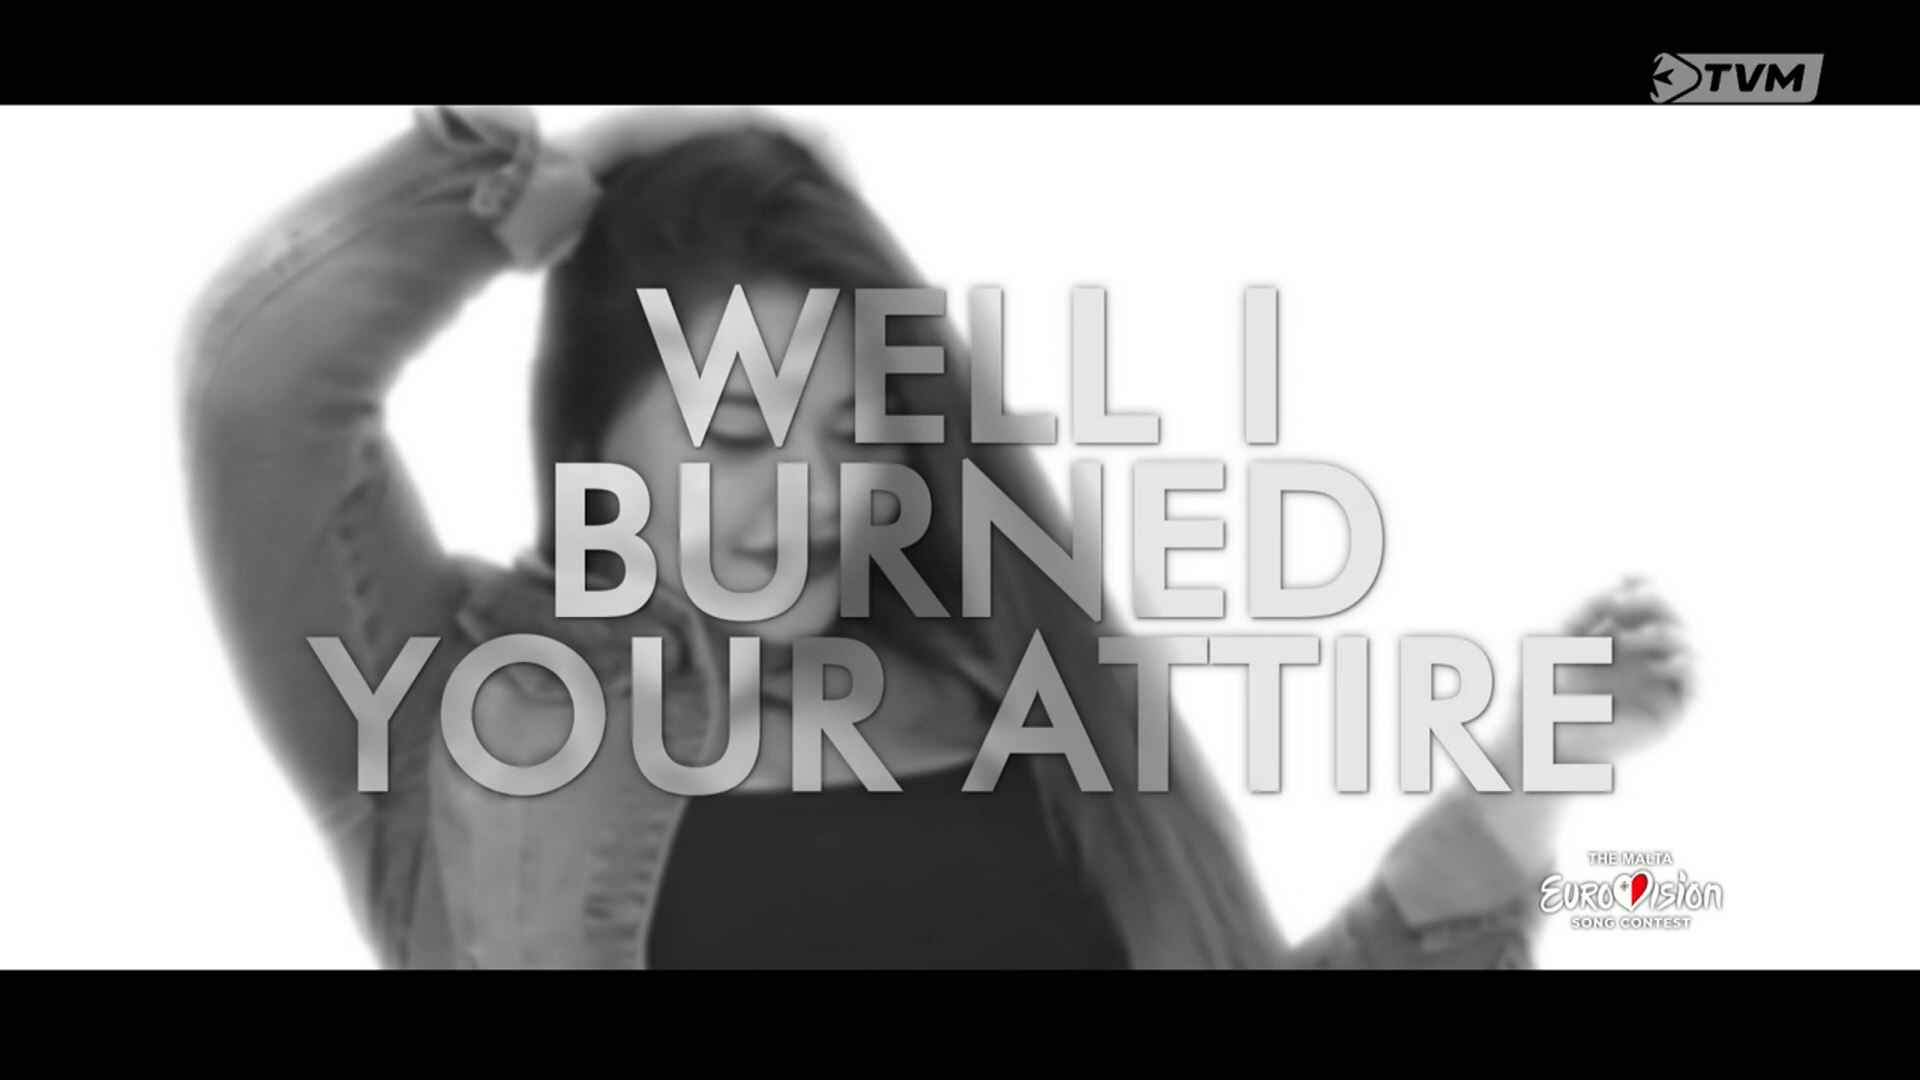 TVM
WELL I
BURNED
YOUR ATTIRE
THE MALTA
EUROVISION
SONG CONTEST